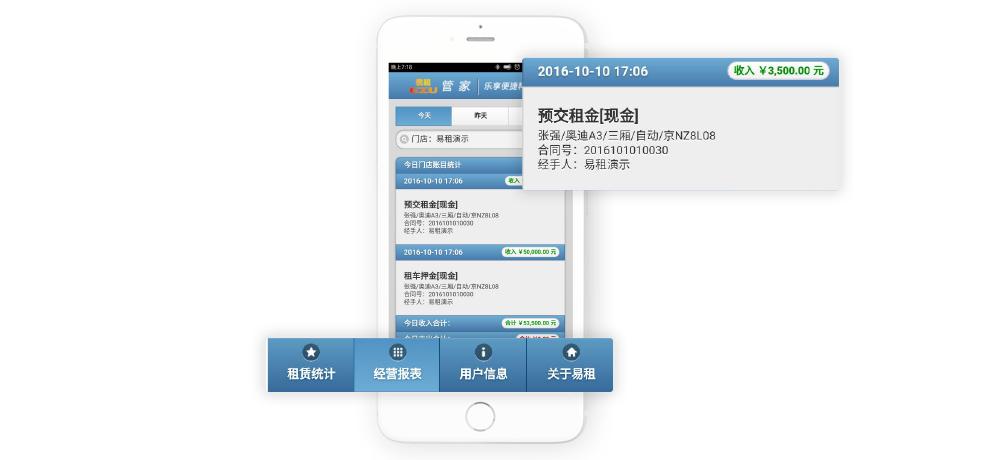 晚上7:18
易租
管 家
乐享便捷
今天
昨天
门店：易租演示
今日门店账目统计
2016-10-10 17:06
收入
预交租金[现金]
张强/奥迪A3/三厢/自动/京NZ8L08
合同号：2016101010030
经手人：易租演示
2016-10-10 17:06
收入 ￥50,000.00 元
租车押金[现金]
张强/奥迪A3/三厢/自动/京NZ8L08
合同号：2016101010030
经手人：易租演示
今日收入合计：
合计 ￥53,500.00 元
2016-10-10 17:06
收入 ￥3,500.00 元
预交租金[现金]
张强/奥迪A3/三厢/自动/京NZ8L08
合同号：2016101010030
经手人：易租演示
租赁统计
经营报表
用户信息
关于易租